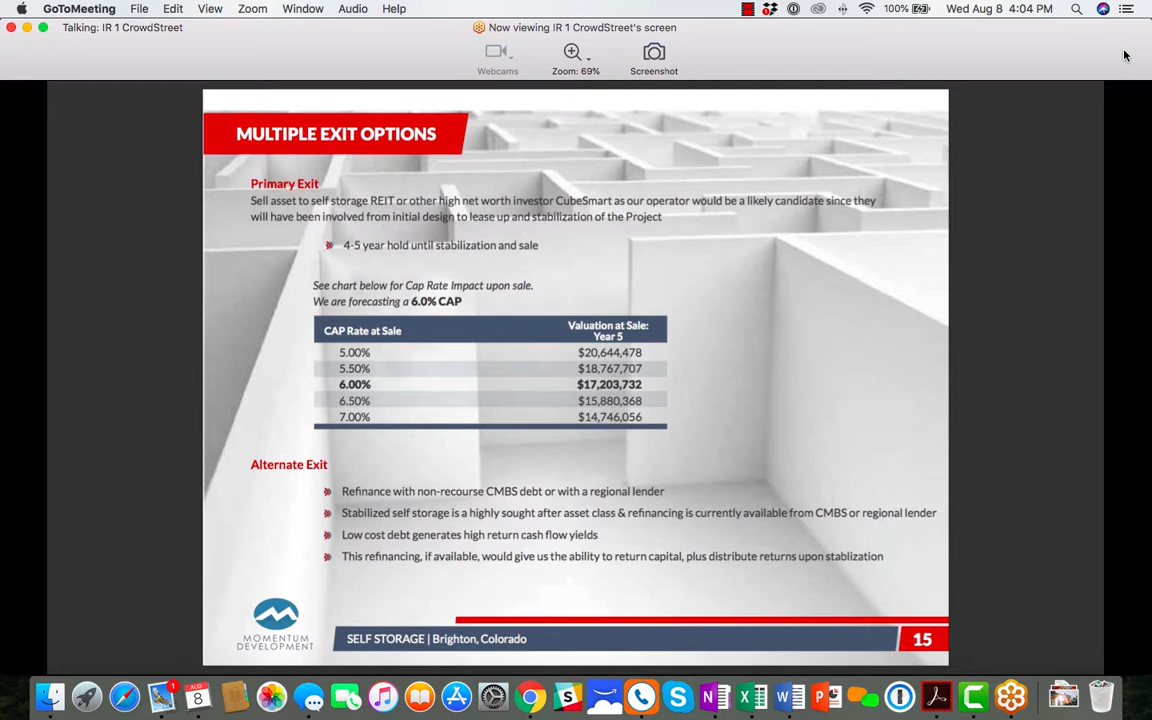 GoToMeeting File Edit View Zoom Window Audio Help 100% Wed Aug 8 4:04 PM
Talking: IR 1 CrowdStreet
Now viewing IR 1 CrowdStreet's screen
Webcams
Zoom: 69%
Screenshot
MULTIPLE EXIT OPTIONS
Primary Exit
Sell asset to self storage REIT or other high net worth investor CubeSmart as our operator would be a likely candidate since they
will have been involved from initial design to lease up and stabilization of the Project
4-5 year hold until stabilization and sale
See chart below for Cap Rate Impact upon sale.
We are forecasting a 6.0% CAP
CAP Rate at Sale Valuation at Sale:
Year 5
5.00% $20,644,478
5.50% $18,767,707
6.00% $17,203,732
6.50% $15,880,368
7.00% $14,746,056
Alternate Exit
Refinance with non-recourse CMBS debt or with a regional lender
Stabilized self storage is a highly sought after asset class & refinancing is currently available from CMBS or regional lender
Low cost debt generates high return cash flow yields
This refinancing, if available, would give us the ability to return capital, plus distribute returns upon stablization
MOMENTUM
DEVELOPMENT
SELF STORAGE | Brighton, Colorado
15
1
AUG
8